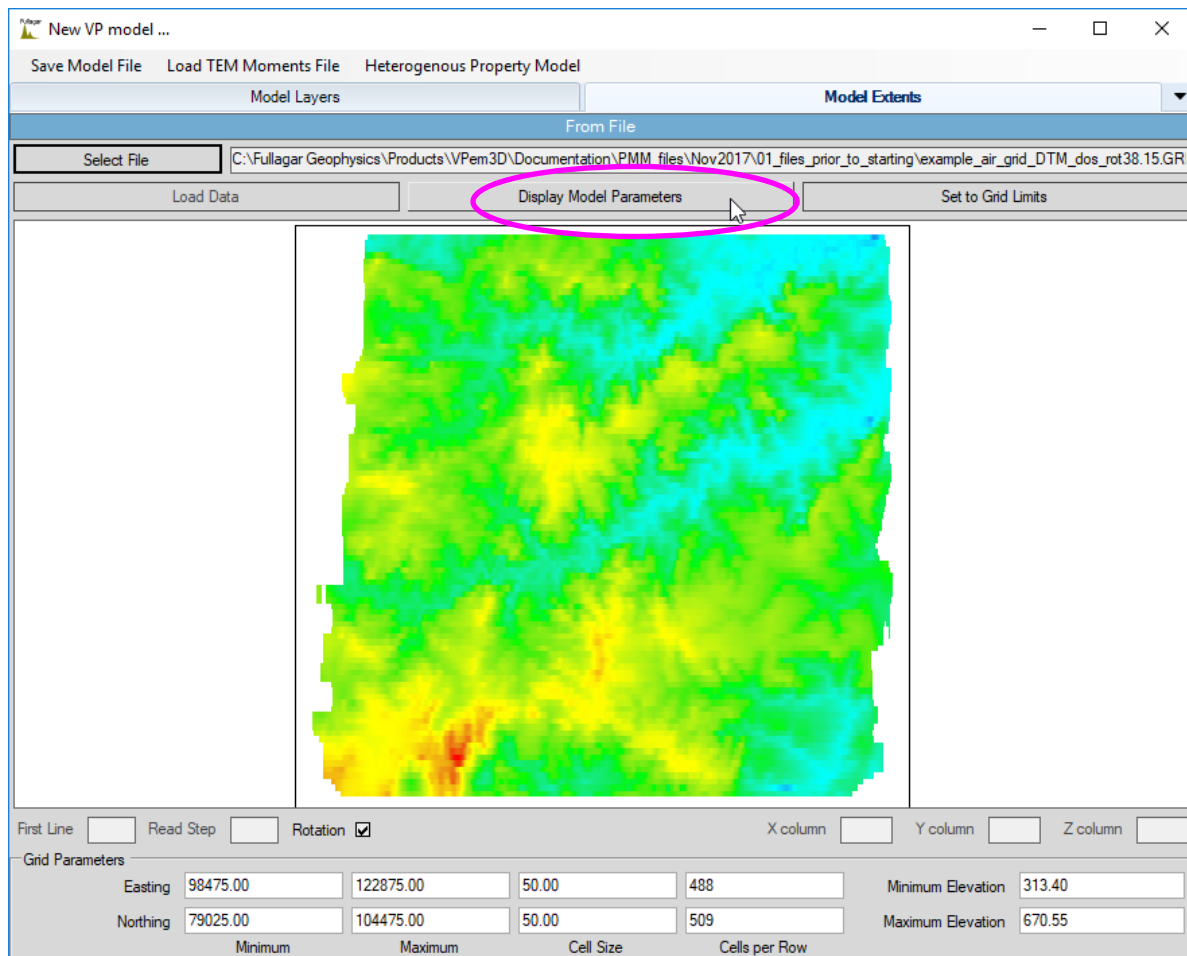 Fullagar
New VP model ...
Save Model File Load TEM Moments File Heterogenous Property Model
Model Layers Model Extents
From File
Select File C:\Fullagar Geophysics\Products\VPem3D\Documentation\PMM_files\Nov2017\01_files_prior_to_starting\example_air_grid_DTM_dos_rot38.15.GRI
Load Data Display Model Parameters Set to Grid Limits
First Line Read Step Rotation X column Y column Z column
Grid Parameters
Easting 98475.00 122875.00 50.00 488 Minimum Elevation 313.40
Northing 79025.00 104475.00 50.00 509 Maximum Elevation 670.55
Minimum Maximum Cell Size Cells per Row